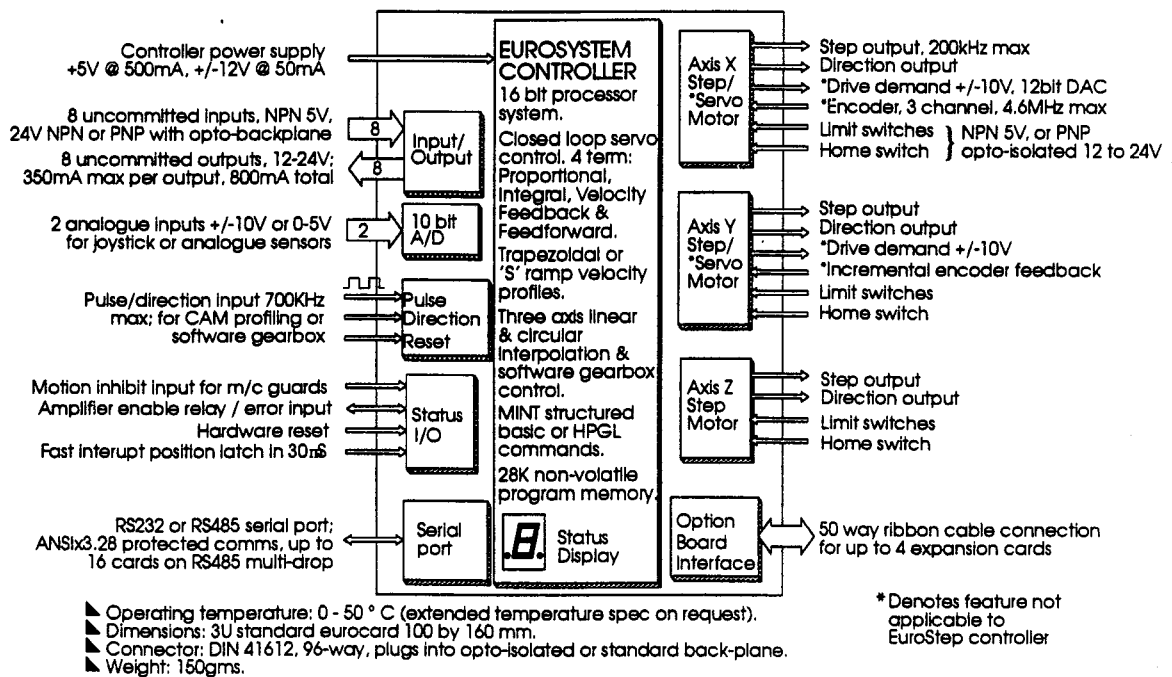 Controller power supply
+5V @ 500mA, +/-12V @ 50mA
8 uncommitted inputs, NPN 5V,
24V NPN or PNP with opto-backplane
8
8 uncommitted outputs, 12-24V;
350mA max per output, 800mA total
8
Input/
Output
2 analogue inputs +/-10V or 0-5V
for joystick or analogue sensors
2
10 bit
A/D
Pulse/direction input 700KHz
max; for CAM profiling or
software gearbox
Pulse
Direction
Reset
Motion inhibit input for m/c guards
Amplifier enable relay / error input
Hardware reset
Fast interupt position latch in 30mS
Status
I/O
RS232 or RS485 serial port;
ANSIx3.28 protected comms, up to
16 cards on RS485 multi-drop
Serial
port
EUROSYSTEM
CONTROLLER
16 bit processor
system.
Closed loop servo
control. 4 term:
Proportional,
Integral, Velocity
Feedback &
Feedforward.
Trapezoidal or
'S' ramp velocity
profiles.
Three axis linear
& circular
interpolation &
software gearbox
control.
MINT structured
basic or HPGL
commands.
28K non-volatile
program memory.
.8.
Status
Display
Axis X
Step/
*Servo
Motor
Step output, 200kHz max
Direction output
*Drive demand +/-10V, 12bit DAC
*Encoder, 3 channel, 4.6MHz max
Limit switches
Home switch
} NPN 5V, or PNP
opto-isolated 12 to 24V
Axis Y
Step/
*Servo
Motor
Step output
Direction output
*Drive demand +/-10V
*Incremental encoder feedback
Limit switches
Home switch
Axis Z
Step
Motor
Step output
Direction output
Limit switches
Home switch
Option
Board
Interface
50 way ribbon cable connection
for up to 4 expansion cards
Operating temperature: 0 - 50 ° C (extended temperature spec on request).
Dimensions: 3U standard eurocard 100 by 160 mm.
Connector: DIN 41612, 96-way, plugs into opto-isolated or standard back-plane.
Weight: 150gms.
* Denotes feature not
applicable to
EuroStep controller